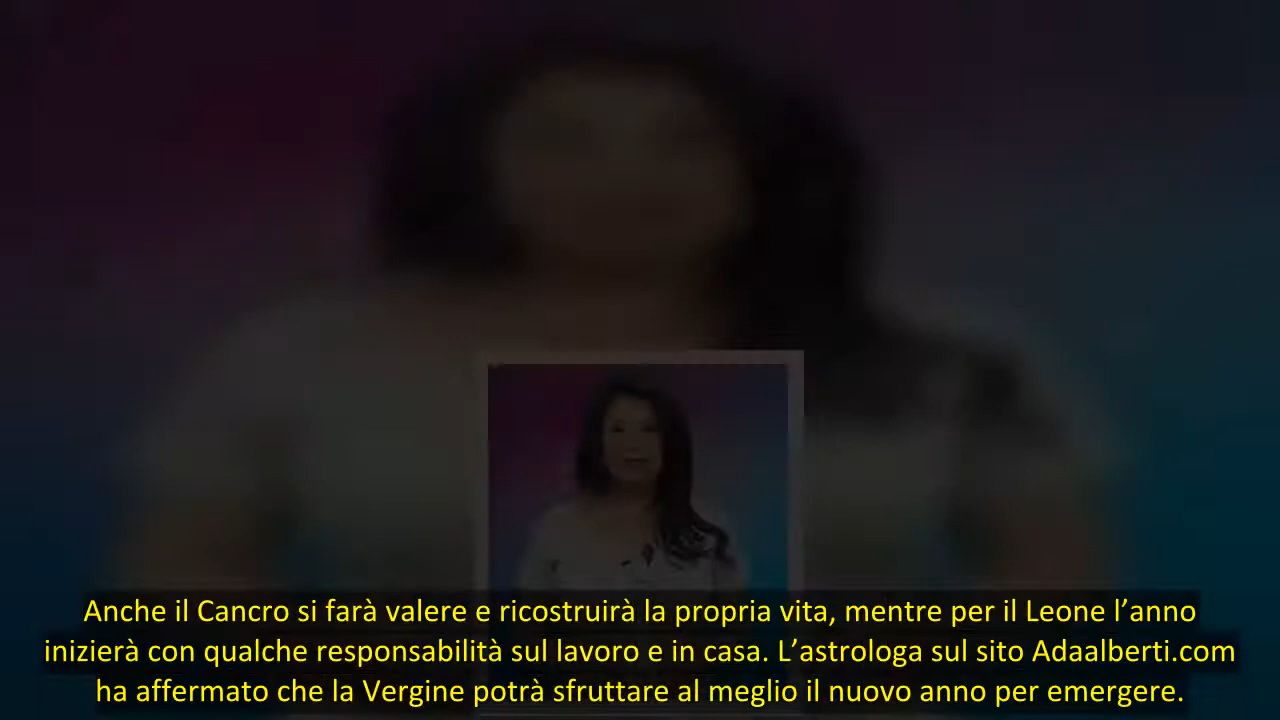 Anche il Cancro si farà valere e ricostruirà la propria vita, mentre per il Leone l’anno
inizierà con qualche responsabilità sul lavoro e in casa. L’astrologa sul sito Adaalberti.com
ha affermato che la Vergine potrà sfruttare al meglio il nuovo anno per emergere.